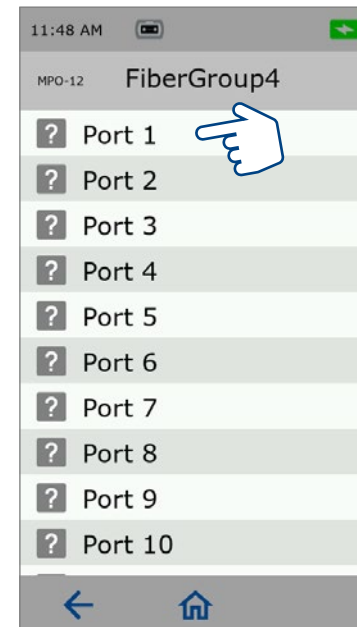 11:48 AM
MPO-12 FiberGroup4
? Port 1
? Port 2
? Port 3
? Port 4
? Port 5
? Port 6
? Port 7
? Port 8
? Port 9
? Port 10